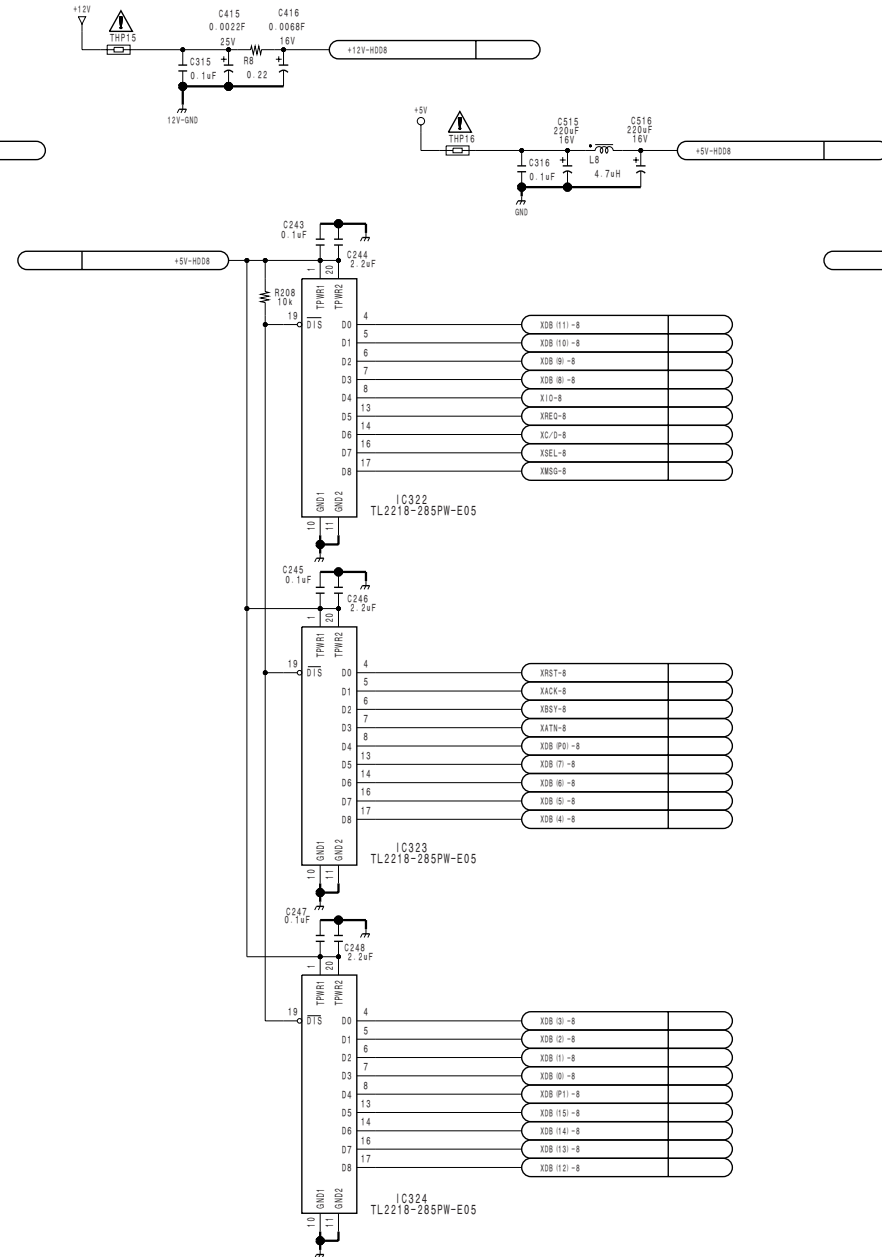 +12V
THP15
C415
0.0022F
25V
C416
0.0068F
16V
C315
0.1uF
R8
0.22
12V-GND
+12V-HDD8
+5V
THP16
C515
220uF
16V
C516
220uF
16V
C316
0.1uF
L8
4.7uH
GND
+5V-HDD8
+5V-HDD8
C243
0.1uF
C244
2.2uF
R208
10k
1
20
TPWR1
TPWR2
19
DIS
D0 4 XDB(11)-8
D1 5 XDB(10)-8
D2 6 XDB(9)-8
D3 7 XDB(8)-8
D4 8 XIO-8
D5 13 XREQ-8
D6 14 XC/D-8
D7 16 XSEL-8
D8 17 XMSG-8
GND1
GND2
10
11
IC322
TL2218-285PW-E05
C245
0.1uF
C246
2.2uF
1
20
TPWR1
TPWR2
19
DIS
D0 4 XRST-8
D1 5 XACK-8
D2 6 XBSY-8
D3 7 XATN-8
D4 8 XDB(P0)-8
D5 13 XDB(7)-8
D6 14 XDB(6)-8
D7 16 XDB(5)-8
D8 17 XDB(4)-8
GND1
GND2
10
11
IC323
TL2218-285PW-E05
C247
0.1uF
C248
2.2uF
1
20
TPWR1
TPWR2
19
DIS
D0 4 XDB(3)-8
D1 5 XDB(2)-8
D2 6 XDB(1)-8
D3 7 XDB(0)-8
D4 8 XDB(P1)-8
D5 13 XDB(15)-8
D6 14 XDB(14)-8
D7 16 XDB(13)-8
D8 17 XDB(12)-8
GND1
GND2
10
11
IC324
TL2218-285PW-E05